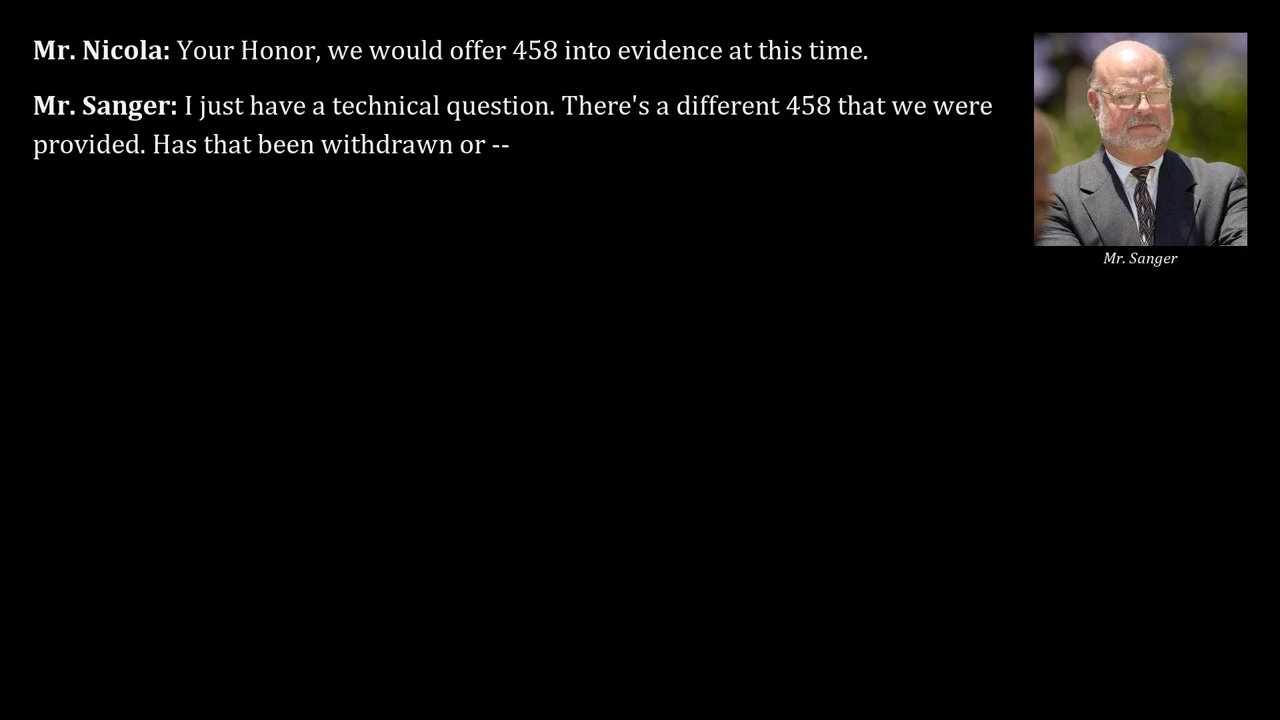 Mr. Nicola: Your Honor, we would offer 458 into evidence at this time.
Mr. Sanger: I just have a technical question. There's a different 458 that we were
provided. Has that been withdrawn or --
Mr. Sanger